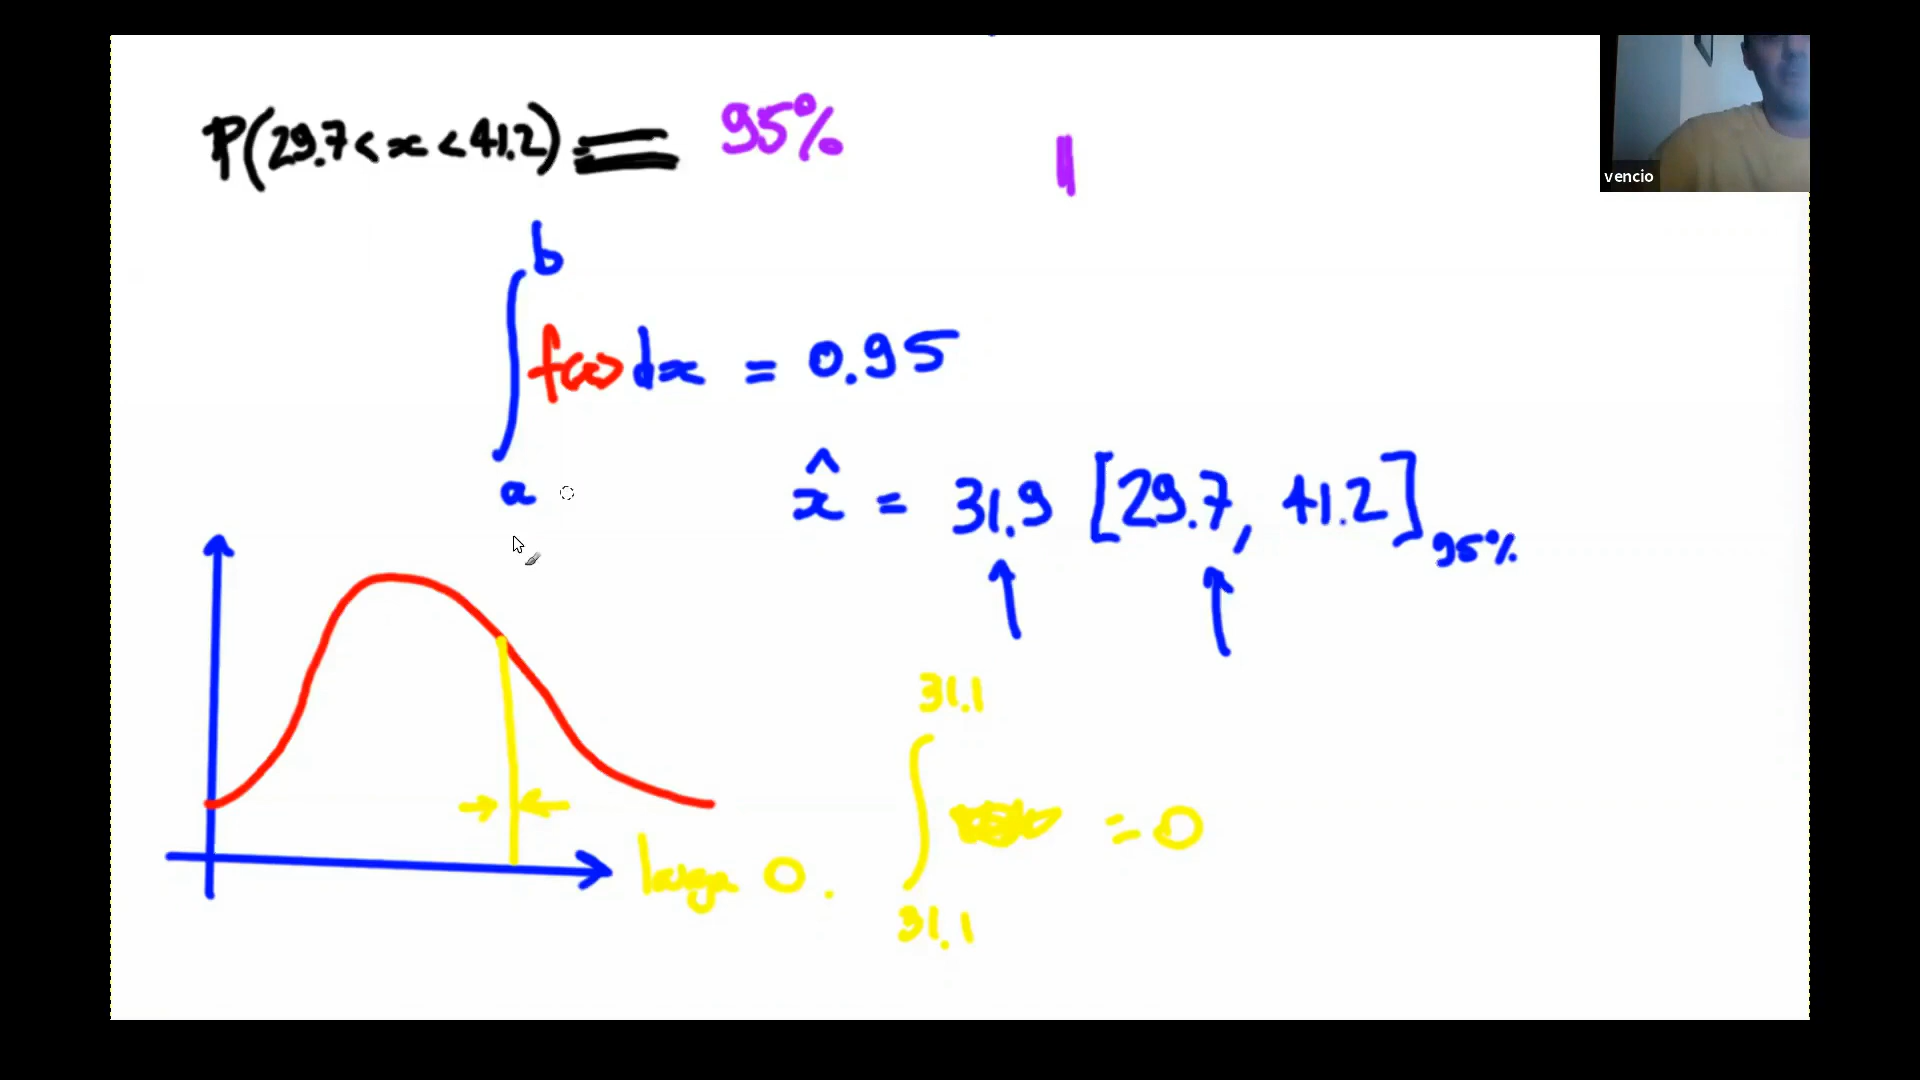 P(29.7 < x < 41.2) = 95%
vencio
b
∫ f(x) dx = 0.95
a
x̂ = 31.9 [29.7, 41.2] 95%
31.1
∫ = 0
31.1
larga 0.